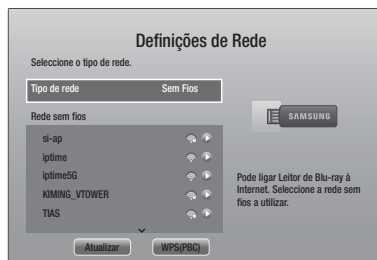 Definições de Rede
Seleccione o tipo de rede.
Tipo de rede Sem Fios
Rede sem fios
si-ap
iptime
iptime5G
KIMING_VTOWER
TIAS
SAMSUNG
Pode ligar Leitor de Blu-ray à
Internet. Seleccione a rede sem
fios a utilizar.
Atualizar WPS(PBC)